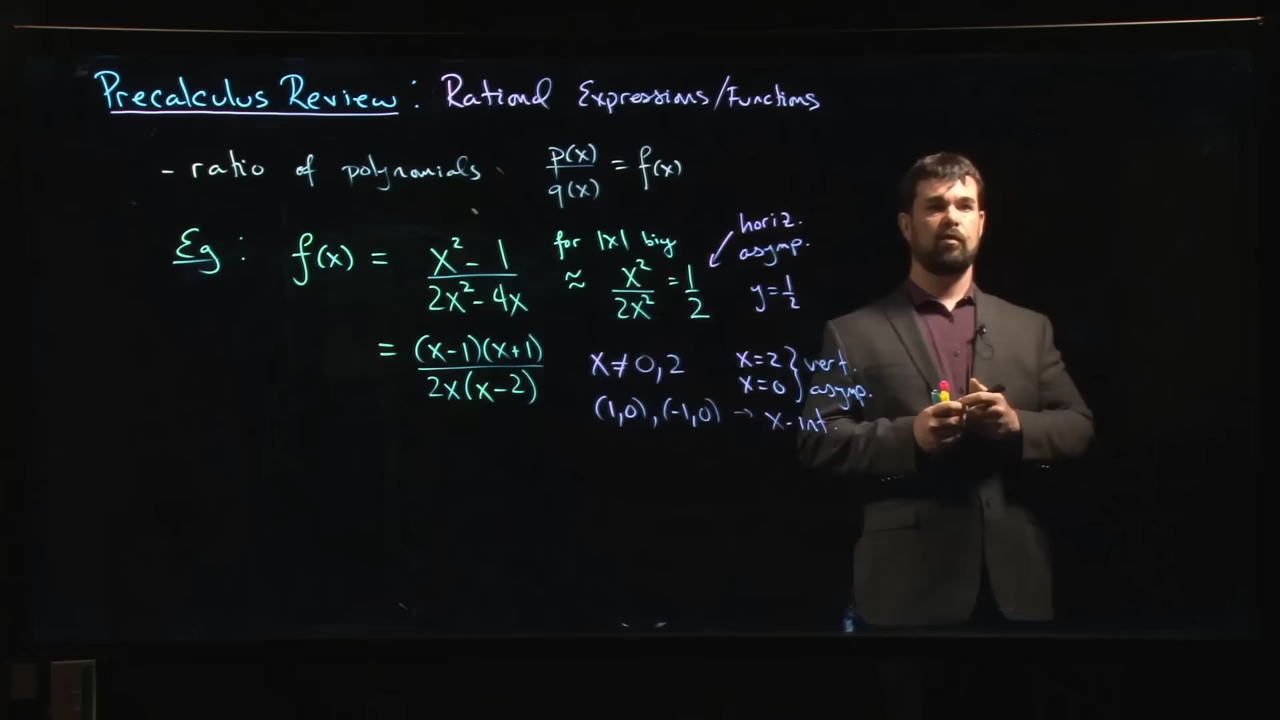 Precalculus Review: Rational Expressions/Functions
- ratio of polynomials p(x)/q(x) = f(x)
Eg: f(x) = x² - 1 / 2x² - 4x for |x| big ≈ x²/2x² = 1/2 horiz. asymp. y = 1/2
= (x-1)(x+1) / 2x(x-2) x ≠ 0, 2 x=2 x=0 } vert. asymp.
(1,0), (-1,0) → x-int.